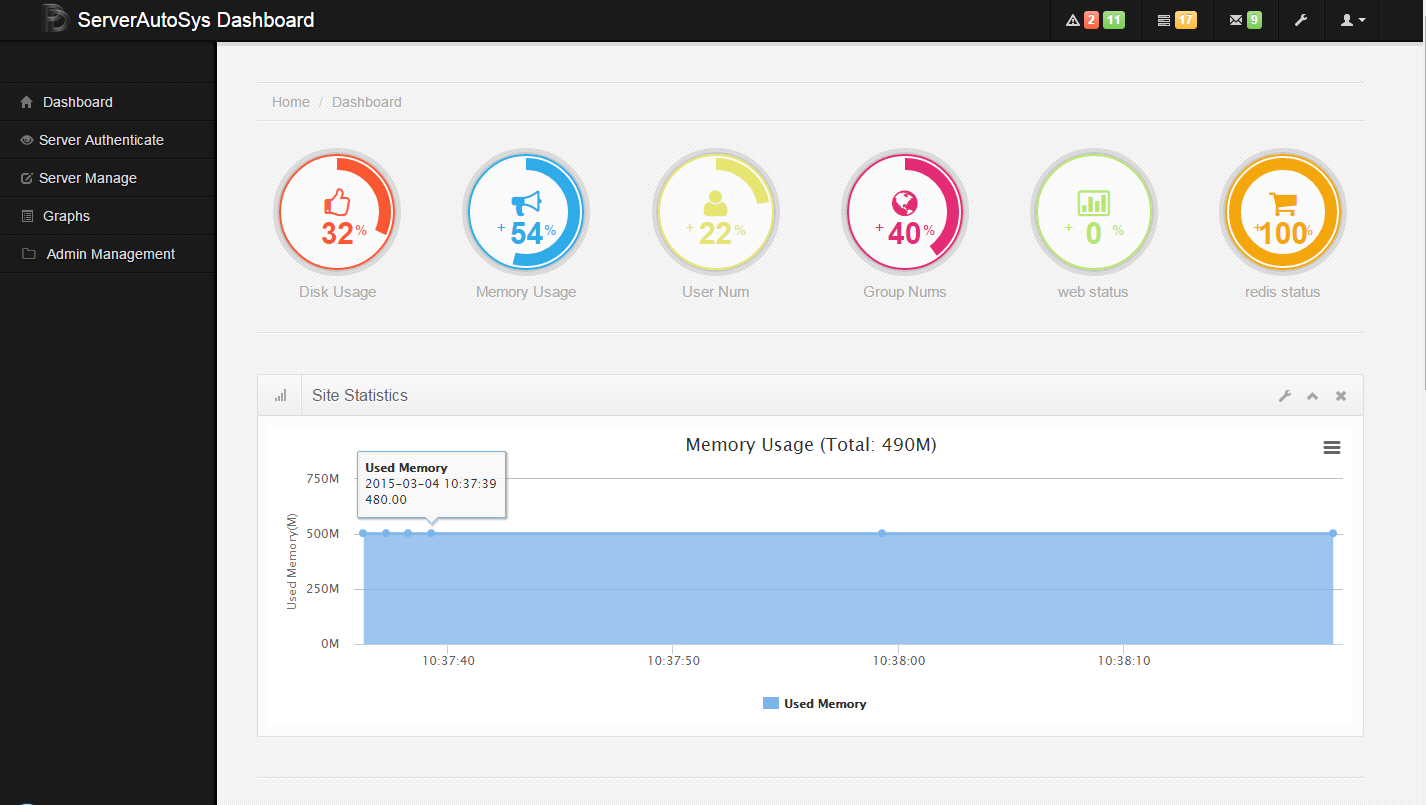 ServerAutoSys Dashboard
2 11
17
9
Dashboard
Server Authenticate
Server Manage
Graphs
Admin Management
Home / Dashboard
32%
+54%
+22%
+40%
+0%
+100%
Disk Usage
Memory Usage
User Num
Group Nums
web status
redis status
Site Statistics
Memory Usage (Total: 490M)
Used Memory
2015-03-04 10:37:39
480.00
Used Memory(M)
750M
500M
250M
0M
10:37:40
10:37:50
10:38:00
10:38:10
Used Memory